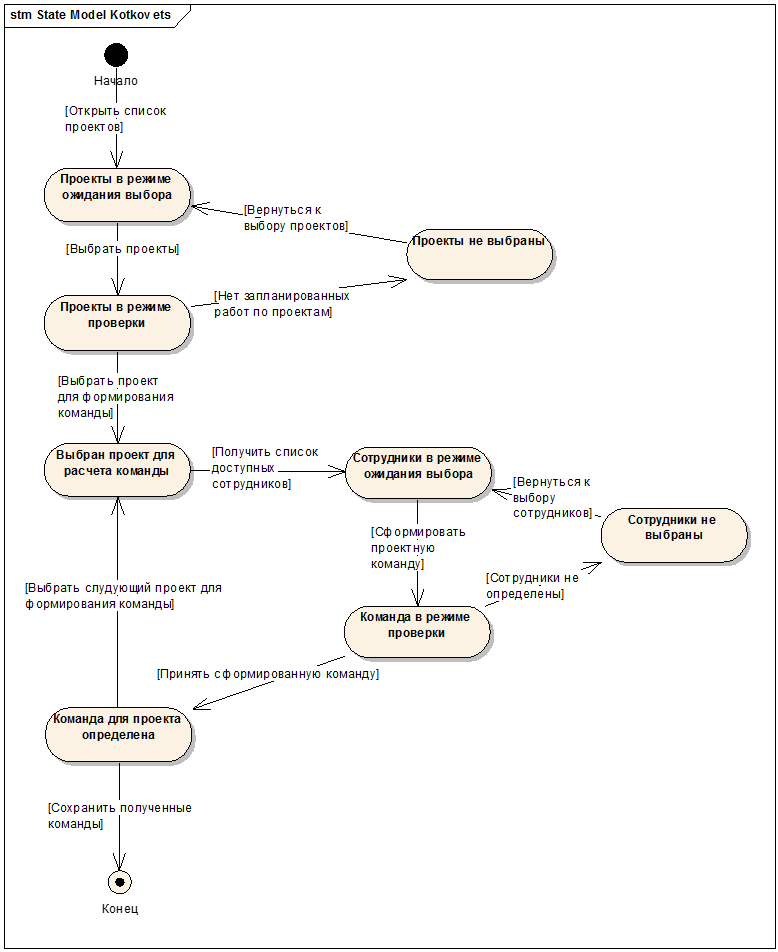 stm State Model Kotkovets
Начало
[Открыть список
проектов]
Проекты в режиме
ожидания выбора
[Вернуться к
выбору проектов]
Проекты не выбраны
[Выбрать проекты]
Проекты в режиме
проверки
[Нет запланированных
работ по проектам]
[Выбрать проект
для формирования
команды]
Выбран проект для
расчета команды
[Получить список
доступных
сотрудников]
Сотрудники в режиме
ожидания выбора
[Вернуться к
выбору
сотрудников]
Сотрудники не
выбраны
[Сформировать
проектную
команду]
[Сотрудники не
определены]
[Выбрать слудующий проект для
формирования команды]
Команда в режиме
проверки
[Принять сформированную команду]
Команда для проекта
определена
[Сохранить полученные
команды]
Конец